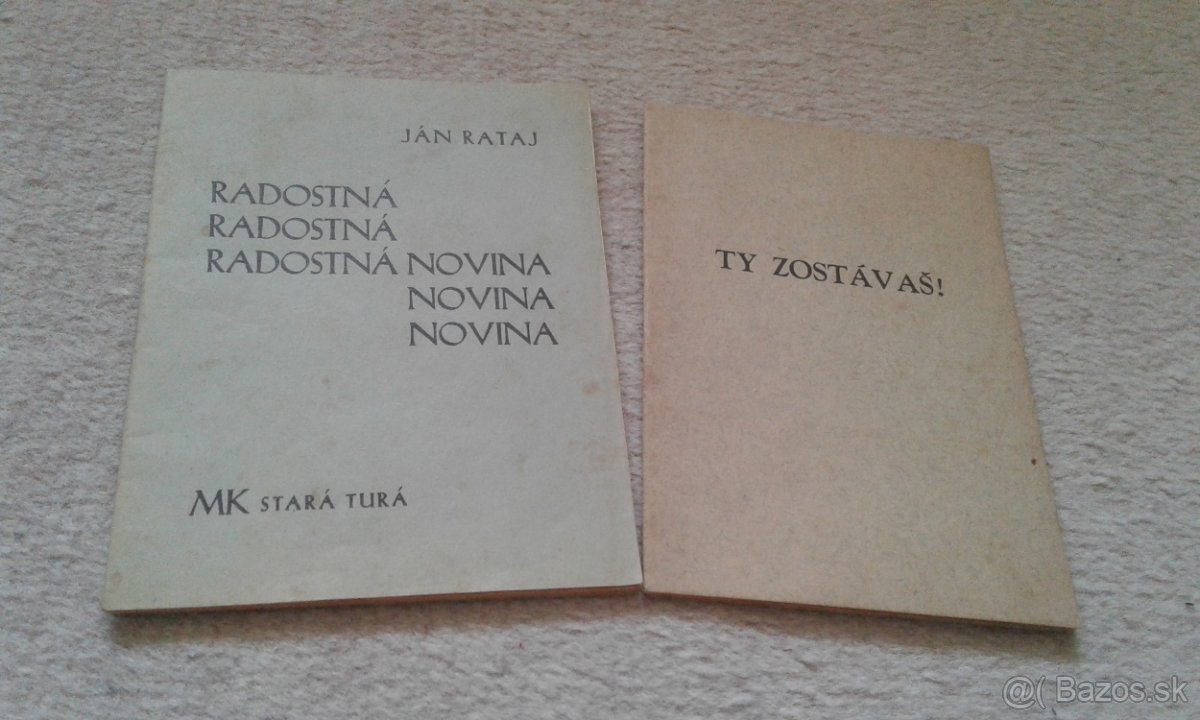 JÁN RATAJ
RADOSTNÁ
RADOSTNÁ
RADOSTNÁ NOVINA
NOVINA
NOVINA
MK STARÁ TURÁ
TY ZOSTÁVAŠ!
@( Bazos.sk